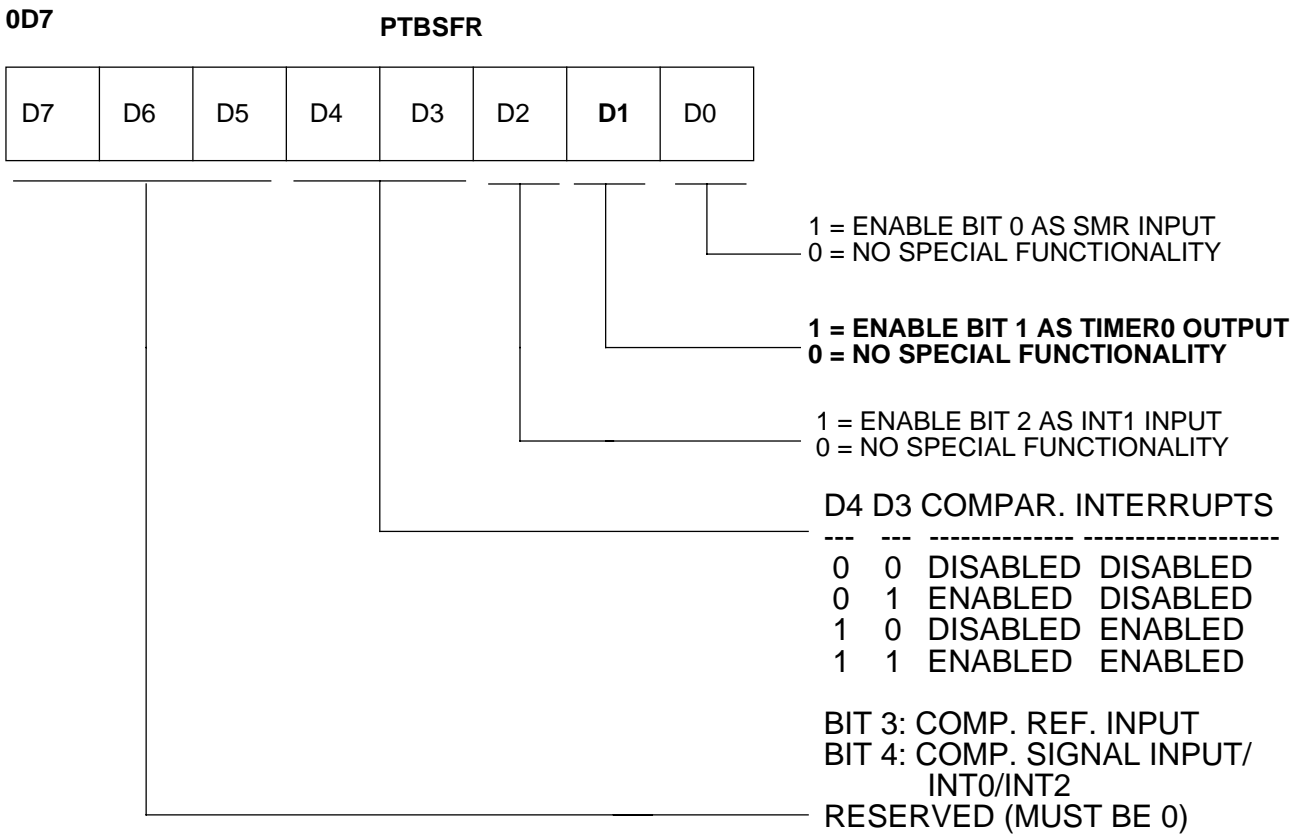 0D7
PTBSFR
D7 D6 D5 D4 D3 D2 D1 D0
1 = ENABLE BIT 0 AS SMR INPUT
0 = NO SPECIAL FUNCTIONALITY
1 = ENABLE BIT 1 AS TIMER0 OUTPUT
0 = NO SPECIAL FUNCTIONALITY
1 = ENABLE BIT 2 AS INT1 INPUT
0 = NO SPECIAL FUNCTIONALITY
D4 D3 COMPAR. INTERRUPTS
--- --- -------------- -------------------
0 0 DISABLED DISABLED
0 1 ENABLED DISABLED
1 0 DISABLED ENABLED
1 1 ENABLED ENABLED
BIT 3: COMP. REF. INPUT
BIT 4: COMP. SIGNAL INPUT/
INT0/INT2
RESERVED (MUST BE 0)